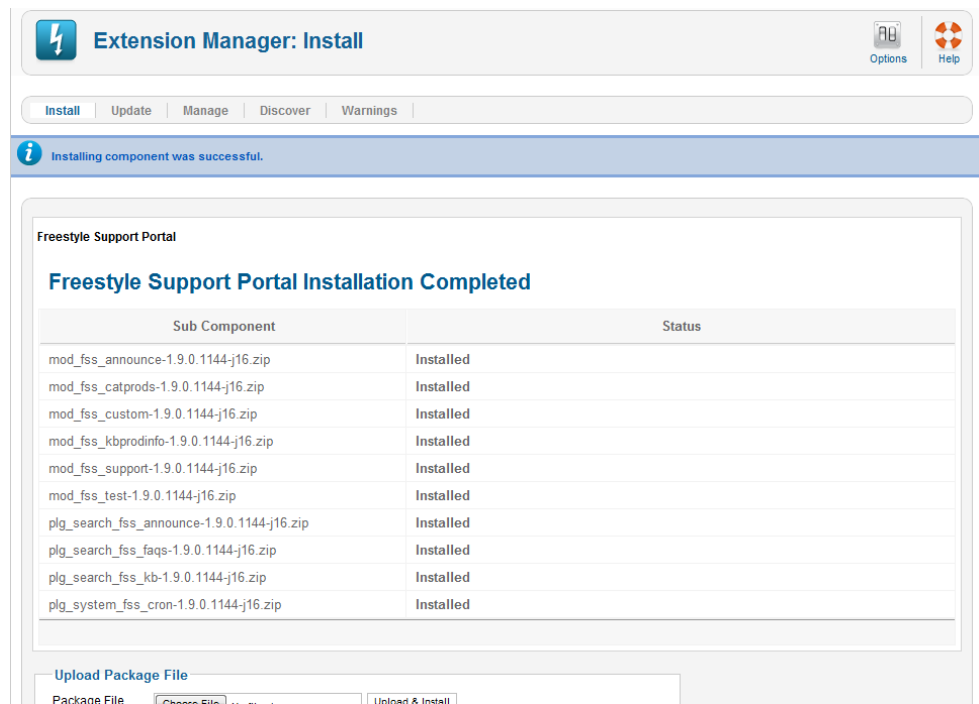 Extension Manager: Install
Options
Help
Install Update Manage Discover Warnings
Installing component was successful.
Freestyle Support Portal
Freestyle Support Portal Installation Completed
Sub Component Status
mod_fss_announce-1.9.0.1144-j16.zip Installed
mod_fss_catprods-1.9.0.1144-j16.zip Installed
mod_fss_custom-1.9.0.1144-j16.zip Installed
mod_fss_kbprodinfo-1.9.0.1144-j16.zip Installed
mod_fss_support-1.9.0.1144-j16.zip Installed
mod_fss_test-1.9.0.1144-j16.zip Installed
plg_search_fss_announce-1.9.0.1144-j16.zip Installed
plg_search_fss_faqs-1.9.0.1144-j16.zip Installed
plg_search_fss_kb-1.9.0.1144-j16.zip Installed
plg_system_fss_cron-1.9.0.1144-j16.zip Installed
Upload Package File
Package File Choose File Upload & Install